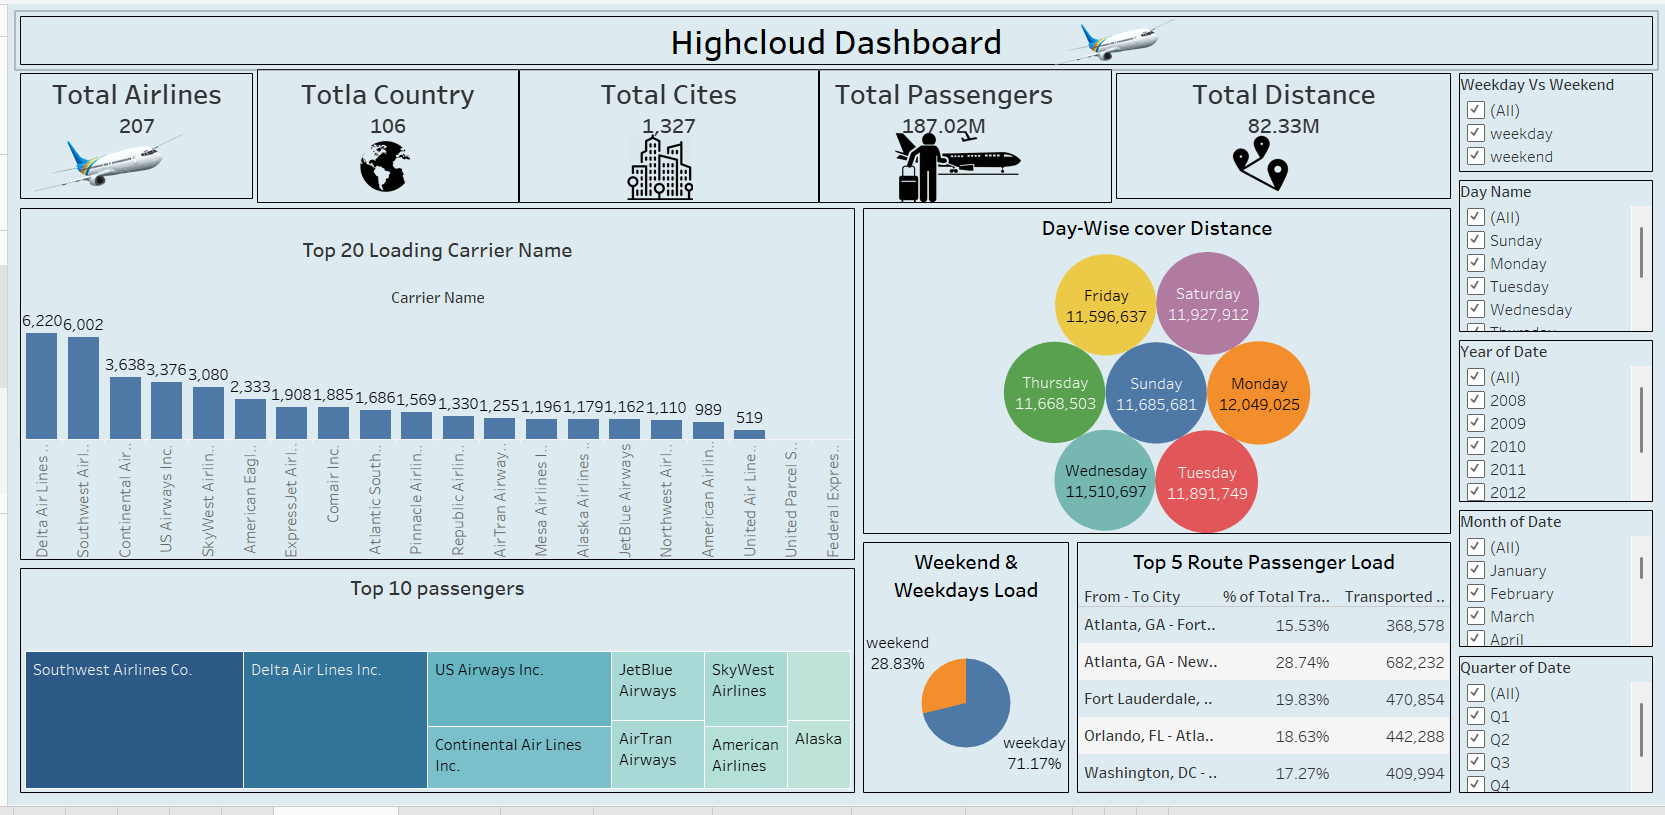 Highcloud Dashboard
Total Airlines
207
Totla Country
106
Total Cites
1,327
Total Passengers
187.02M
Total Distance
82.33M
Weekday Vs Weekend
(All)
weekday
weekend
Day Name
(All)
Sunday
Monday
Tuesday
Wednesday
Thursday
Year of Date
(All)
2008
2009
2010
2011
2012
Month of Date
(All)
January
February
March
April
Quarter of Date
(All)
Q1
Q2
Q3
Q4
Top 20 Loading Carrier Name
Carrier Name
6,220
6,002
3,638
3,376
3,080
2,333
1,908
1,885
1,686
1,569
1,330
1,255
1,196
1,179
1,162
1,110
989
519
Delta Air Lines ..
Southwest Airl..
Continental Air..
US Airways Inc.
SkyWest Airlin..
American Eagl..
ExpressJet Airl..
Comair Inc.
Atlantic South..
Pinnacle Airlin..
Republic Airlin..
AirTran Airway..
Mesa Airlines I..
Alaska Airlines ..
JetBlue Airways
Northwest Airl..
American Airlin..
United Air Line..
United Parcel S..
Federal Expres..
Day-Wise cover Distance
Friday
11,596,637
Saturday
11,927,912
Thursday
11,668,503
Sunday
11,685,681
Monday
12,049,025
Wednesday
11,510,697
Tuesday
11,891,749
Top 10 passengers
Southwest Airlines Co.
Delta Air Lines Inc.
US Airways Inc.
Continental Air Lines
Inc.
JetBlue
Airways
AirTran
Airways
SkyWest
Airlines
American
Airlines
Alaska
Weekend &
Weekdays Load
weekend
28.83%
weekday
71.17%
Top 5 Route Passenger Load
From - To City % of Total Tra.. Transported ..
Atlanta, GA - Fort.. 15.53% 368,578
Atlanta, GA - New.. 28.74% 682,232
Fort Lauderdale, .. 19.83% 470,854
Orlando, FL - Atla.. 18.63% 442,288
Washington, DC - .. 17.27% 409,994